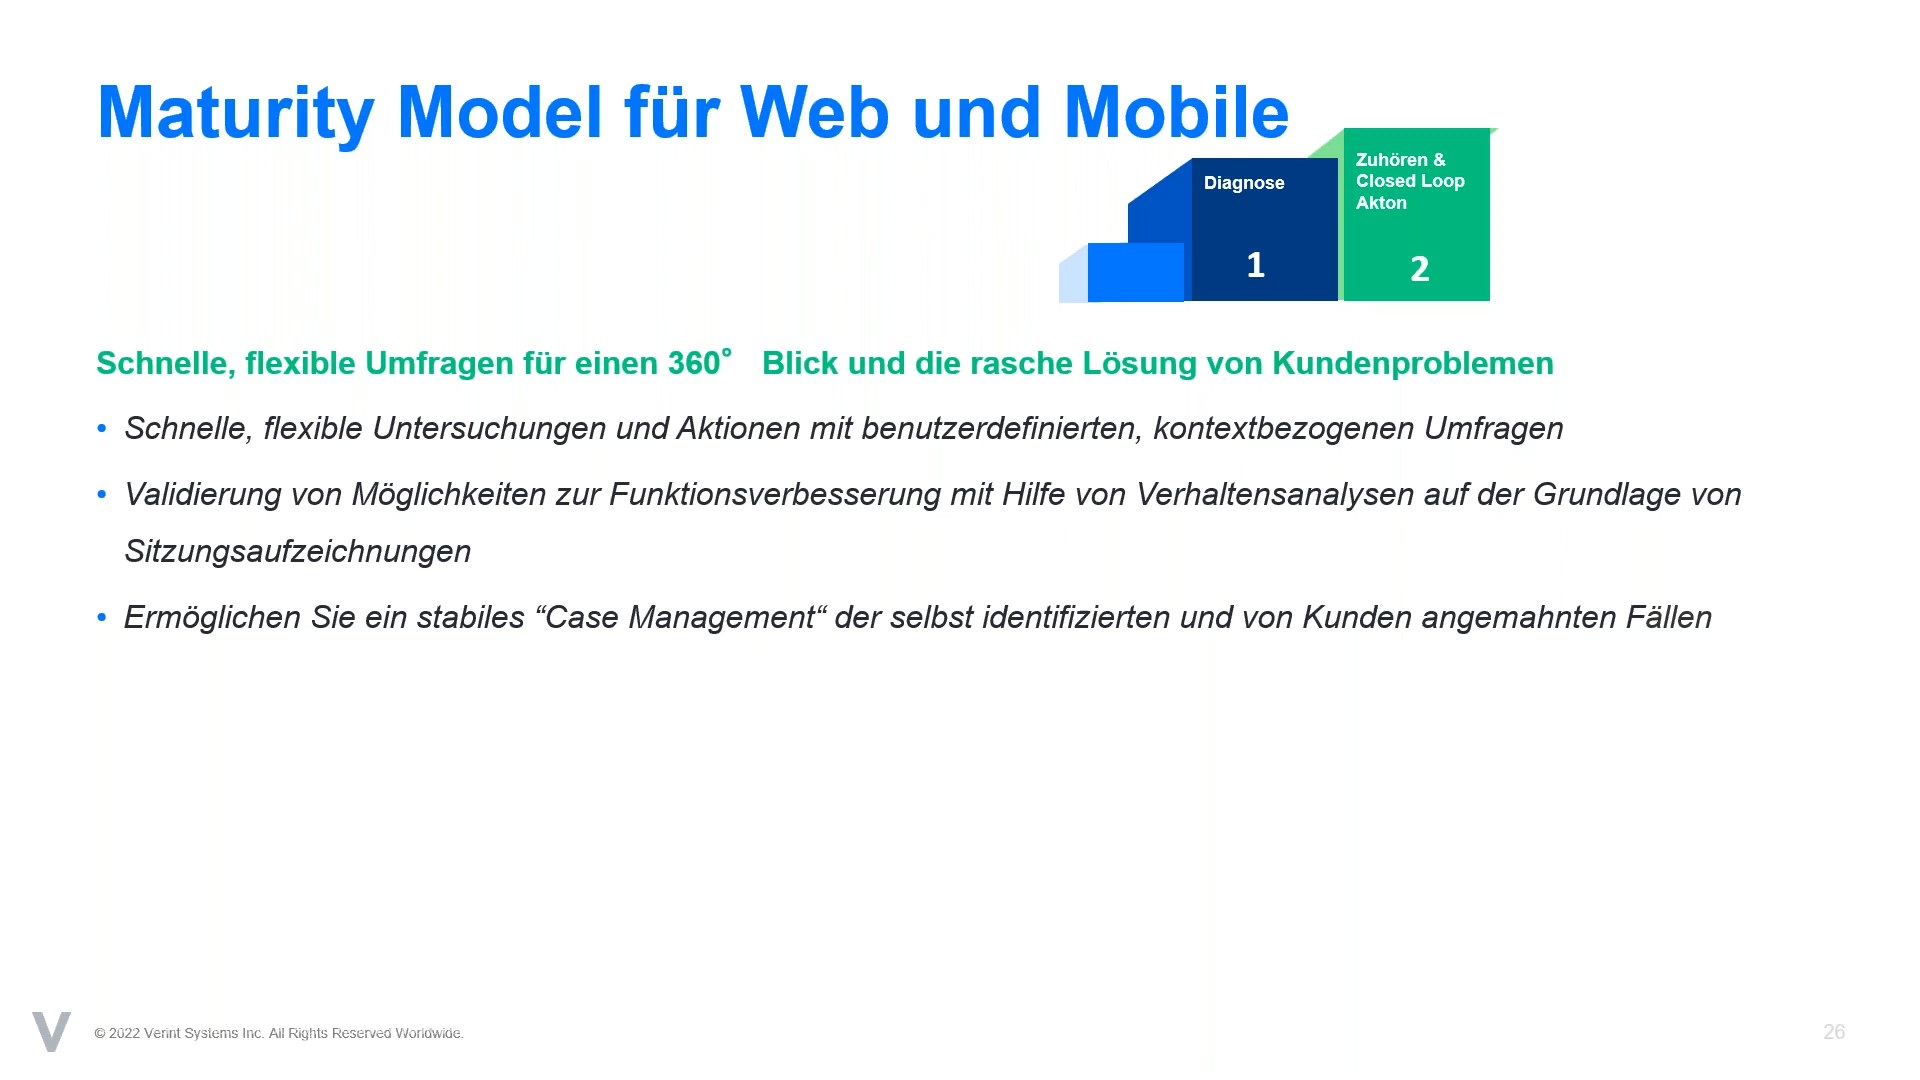 Maturity Model für Web und Mobile
Diagnose
1
Zuhören &
Closed Loop
Akton
2
Schnelle, flexible Umfragen für einen 360° Blick und die rasche Lösung von Kundenproblemen
• Schnelle, flexible Untersuchungen und Aktionen mit benutzerdefinierten, kontextbezogenen Umfragen
• Validierung von Möglichkeiten zur Funktionsverbesserung mit Hilfe von Verhaltensanalysen auf der Grundlage von
Sitzungsaufzeichnungen
• Ermöglichen Sie ein stabiles “Case Management“ der selbst identifizierten und von Kunden angemahnten Fällen
© 2022 Verint Systems Inc. All Rights Reserved Worldwide.
26